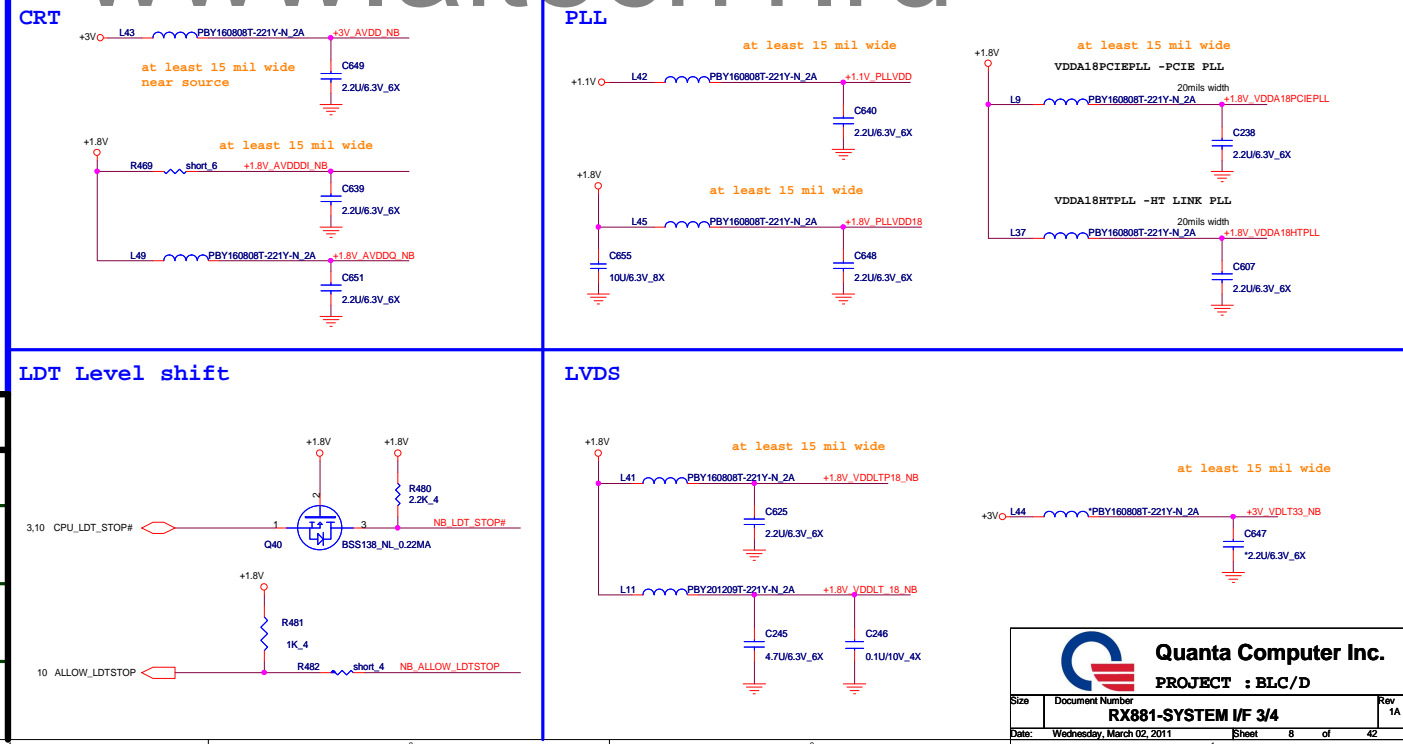 CRT
+3V
L43
PBY160808T-221Y-N_2A
+3V_AVDD_NB
at least 15 mil wide
near source
C649
2.2U/6.3V_6X
+1.8V
at least 15 mil wide
R469
short_6
+1.8V_AVDDDI_NB
C639
2.2U/6.3V_6X
L49
PBY160808T-221Y-N_2A
+1.8V_AVDDQ_NB
C651
2.2U/6.3V_6X
PLL
at least 15 mil wide
+1.1V
L42
PBY160808T-221Y-N_2A
+1.1V_PLLVDD
C640
2.2U/6.3V_6X
+1.8V
at least 15 mil wide
L45
PBY160808T-221Y-N_2A
+1.8V_PLLVDD18
C655
10U/6.3V_8X
C648
2.2U/6.3V_6X
at least 15 mil wide
+1.8V
VDDA18PCIEPLL -PCIE PLL
20mils width
L9
PBY160808T-221Y-N_2A
+1.8V_VDDA18PCIEPLL
C238
2.2U/6.3V_6X
VDDA18HTPLL -HT LINK PLL
20mils width
L37
PBY160808T-221Y-N_2A
+1.8V_VDDA18HTPLL
C607
2.2U/6.3V_6X
LDT Level shift
+1.8V
+1.8V
R480
2.2K_4
2
3,10 CPU_LDT_STOP#
1
3
NB_LDT_STOP#
Q40
BSS138_NL_0.22MA
+1.8V
R481
1K_4
10 ALLOW_LDTSTOP
R482
short_4
NB_ALLOW_LDTSTOP
LVDS
+1.8V
at least 15 mil wide
L41
PBY160808T-221Y-N_2A
+1.8V_VDDLTP18_NB
C625
2.2U/6.3V_6X
L11
PBY201209T-221Y-N_2A
+1.8V_VDDLT_18_NB
C245
4.7U/6.3V_6X
C246
0.1U/10V_4X
at least 15 mil wide
+3V
L44
*PBY160808T-221Y-N_2A
+3V_VDLT33_NB
C647
*2.2U/6.3V_6X
Quanta Computer Inc.
PROJECT : BLC/D
Size
Document Number
Rev
RX881-SYSTEM I/F 3/4
1A
Date: Wednesday, March 02, 2011
Sheet 8 of 42